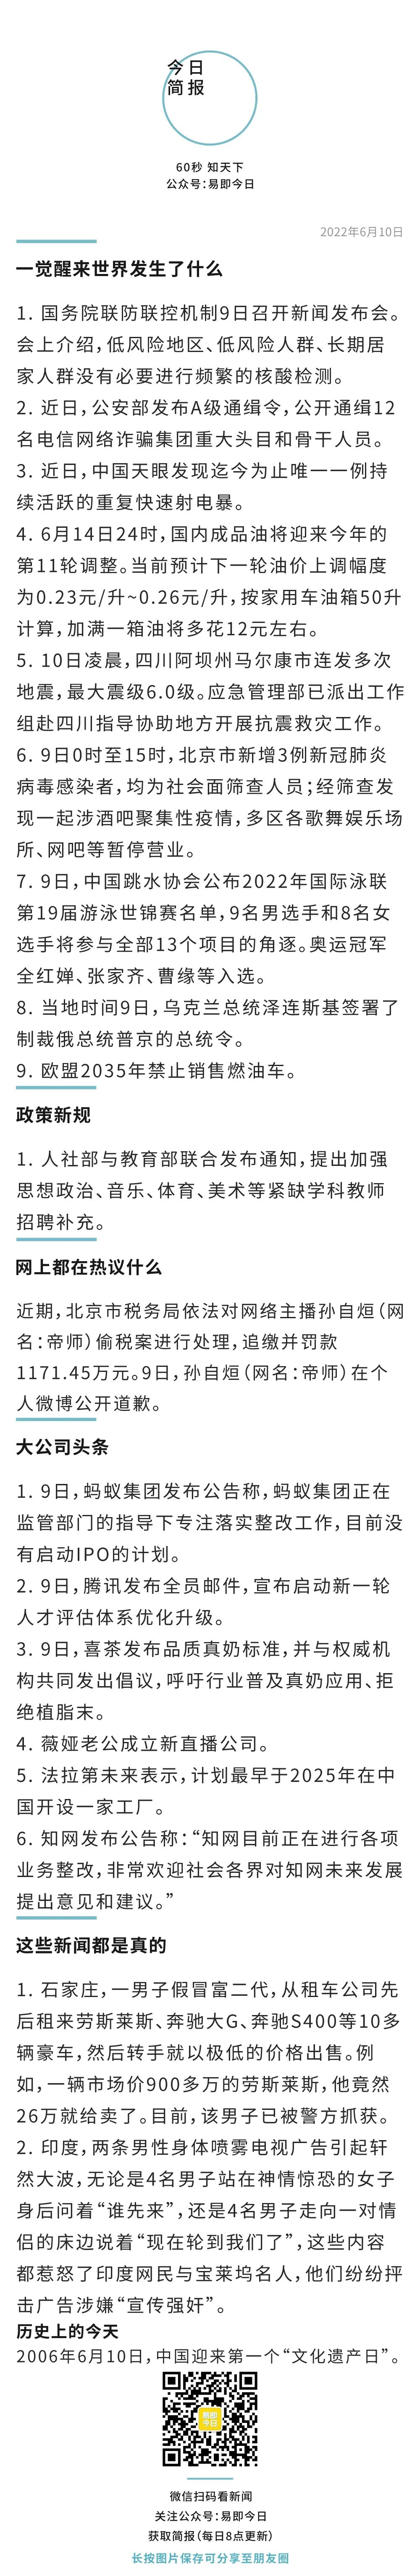 今日
简报
60秒 知天下
公众号：易即今日
2022年6月10日
一觉醒来世界发生了什么
1. 国务院联防联控机制9日召开新闻发布会。
会上介绍，低风险地区、低风险人群、长期居
家人群没有必要进行频繁的核酸检测。
2. 近日，公安部发布A级通缉令，公开通缉12
名电信网络诈骗集团重大头目和骨干人员。
3. 近日，中国天眼发现迄今为止唯一一例持
续活跃的重复快速射电暴。
4. 6月14日24时，国内成品油将迎来今年的
第11轮调整。当前预计下一轮油价上调幅度
为0.23元/升~0.26元/升，按家用车油箱50升
计算，加满一箱油将多花12元左右。
5. 10日凌晨，四川阿坝州马尔康市连发多次
地震，最大震级6.0级。应急管理部已派出工作
组赴四川指导协助地方开展抗震救灾工作。
6. 9日0时至15时，北京市新增3例新冠肺炎
病毒感染者，均为社会面筛查人员；经筛查发
现一起涉酒吧聚集性疫情，多区各歌舞娱乐场
所、网吧等暂停营业。
7. 9日，中国跳水协会公布2022年国际泳联
第19届游泳世锦赛名单，9名男选手和8名女
选手将参与全部13个项目的角逐。奥运冠军
全红婵、张家齐、曹缘等入选。
8. 当地时间9日，乌克兰总统泽连斯基签署了
制裁俄总统普京的总统令。
9. 欧盟2035年禁止销售燃油车。
政策新规
1. 人社部与教育部联合发布通知，提出加强
思想政治、音乐、体育、美术等紧缺学科教师
招聘补充。
网上都在热议什么
近期，北京市税务局依法对网络主播孙自烜（网
名：帝师）偷税案进行处理，追缴并罚款
1171.45万元。9日，孙自烜（网名：帝师）在个
人微博公开道歉。
大公司头条
1. 9日，蚂蚁集团发布公告称，蚂蚁集团正在
监管部门的指导下专注落实整改工作，目前没
有启动IPO的计划。
2. 9日，腾讯发布全员邮件，宣布启动新一轮
人才评估体系优化升级。
3. 9日，喜茶发布品质真奶标准，并与权威机
构共同发出倡议，呼吁行业普及真奶应用、拒
绝植脂末。
4. 薇娅老公成立新直播公司。
5. 法拉第未来表示，计划最早于2025年在中
国开设一家工厂。
6. 知网发布公告称：“知网目前正在进行各项
业务整改，非常欢迎社会各界对知网未来发展
提出意见和建议。”
这些新闻都是真的
1. 石家庄，一男子假冒富二代，从租车公司先
后租来劳斯莱斯、奔驰大G、奔驰S400等10多
辆豪车，然后转手就以极低的价格出售。例
如，一辆市场价900多万的劳斯莱斯，他竟然
26万就给卖了。目前，该男子已被警方抓获。
2. 印度，两条男性身体喷雾电视广告引起轩
然大波，无论是4名男子站在神情惊恐的女子
身后问着“谁先来”，还是4名男子走向一对情
侣的床边说着“现在轮到我们了”，这些内容
都惹怒了印度网民与宝莱坞名人，他们纷纷抨
击广告涉嫌“宣传强奸”。
历史上的今天
2006年6月10日，中国迎来第一个“文化遗产日”。
易即
今日
微信扫码看新闻
关注公众号：易即今日
获取简报（每日8点更新）
长按图片保存可分享至朋友圈